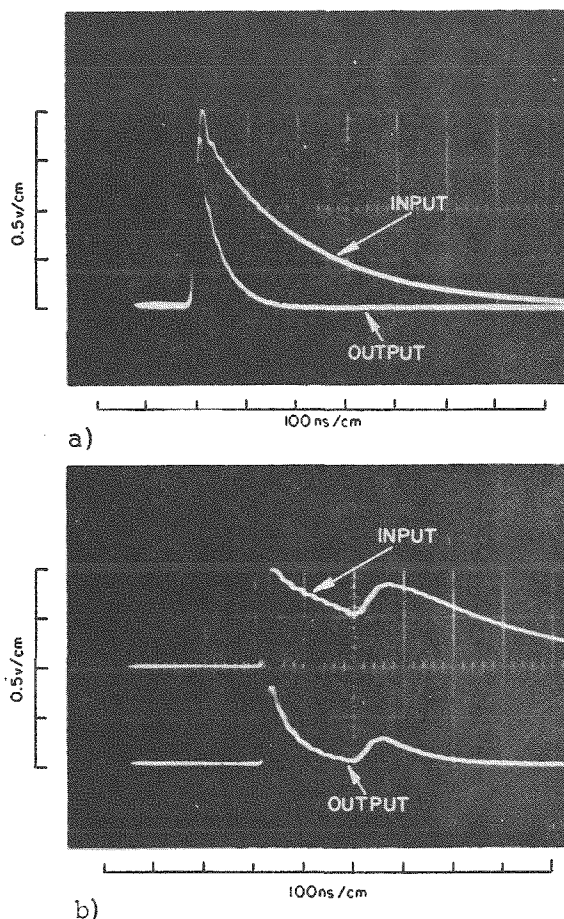 0.5v/cm
INPUT
OUTPUT
100ns/cm
a)
INPUT
0.5v/cm
OUTPUT
100ns/cm
b)